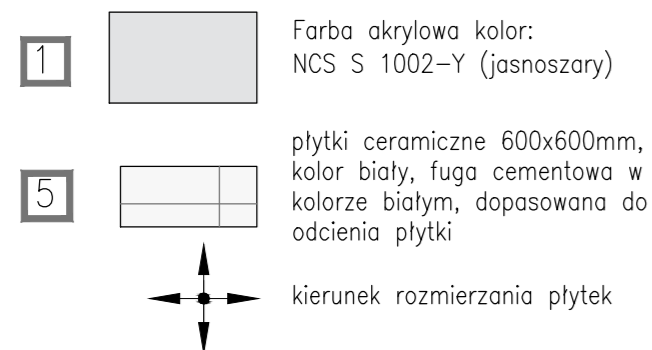 1
Farba akrylowa kolor:
NCS S 1002-Y (jasnoszary)
5
płytki ceramiczne 600x600mm,
kolor biały, fuga cementowa w
kolorze białym, dopasowana do
odcienia płytki
kierunek rozmierzania płytek